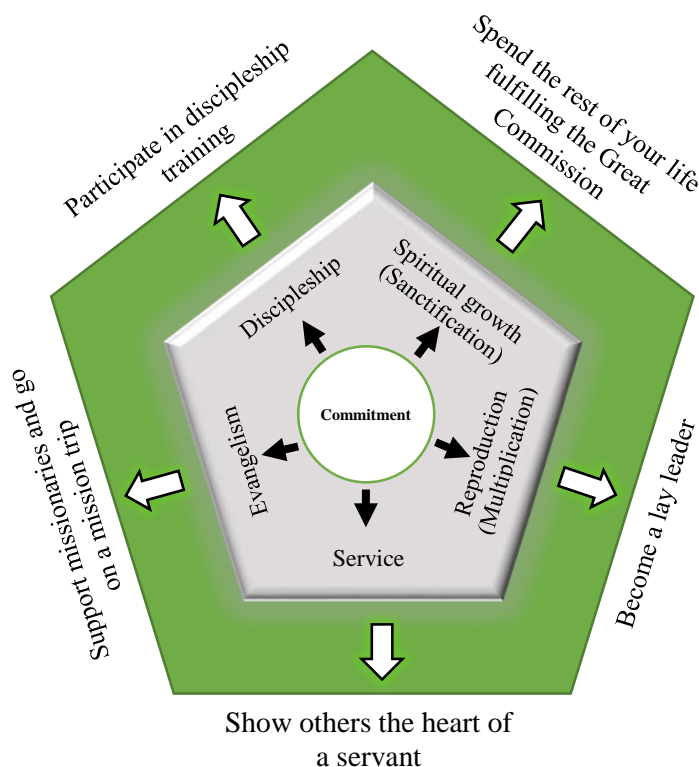 Participate in discipleship
training
Spend the rest of your life
fulfilling the Great
Commission
Discipleship
Spiritual growth
(Sanctification)
Commitment
Evangelism
Reproduction
(Multiplication)
Service
Support missionaries and go
on a mission trip
Become a lay leader
Show others the heart of
a servant